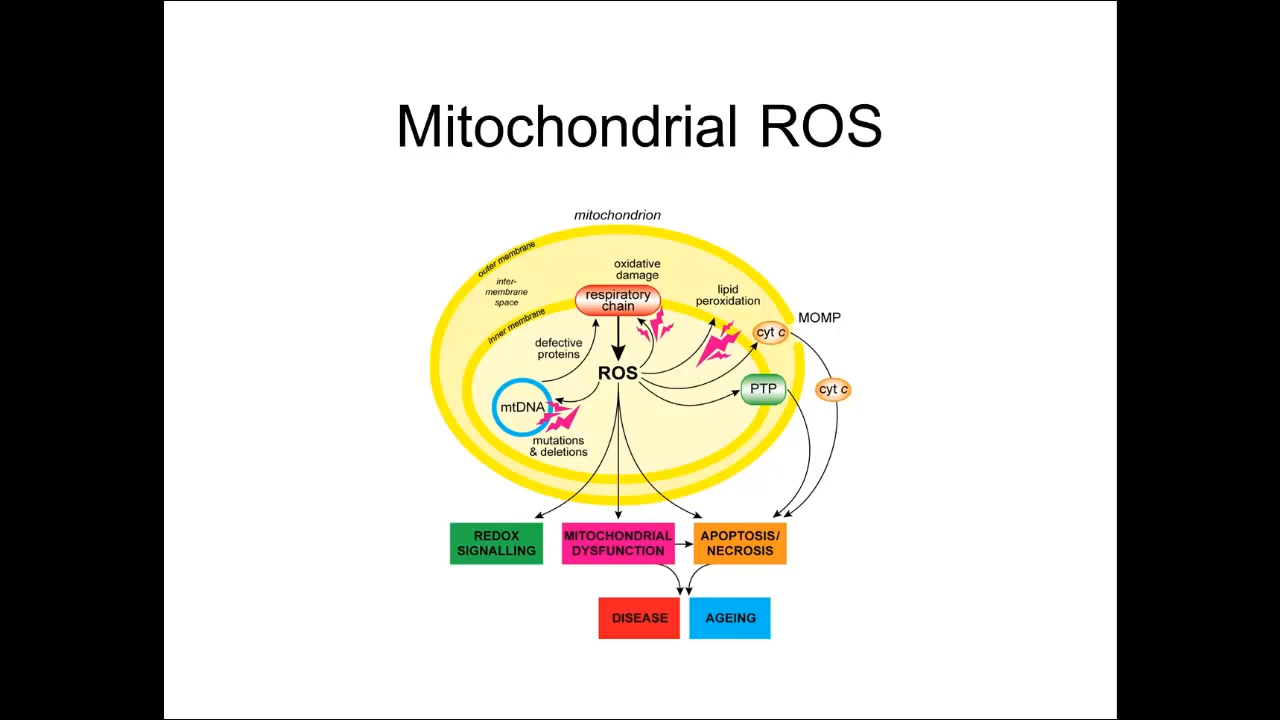 Mitochondrial ROS
mitochondrion
outer membrane
inter-
membrane
space
inner membrane
oxidative
damage
respiratory
chain
lipid
peroxidation
MOMP
cyt c
defective
proteins
ROS
PTP
cyt c
mtDNA
mutations
& deletions
REDOX
SIGNALLING
MITOCHONDRIAL
DYSFUNCTION
APOPTOSIS/
NECROSIS
DISEASE
AGEING